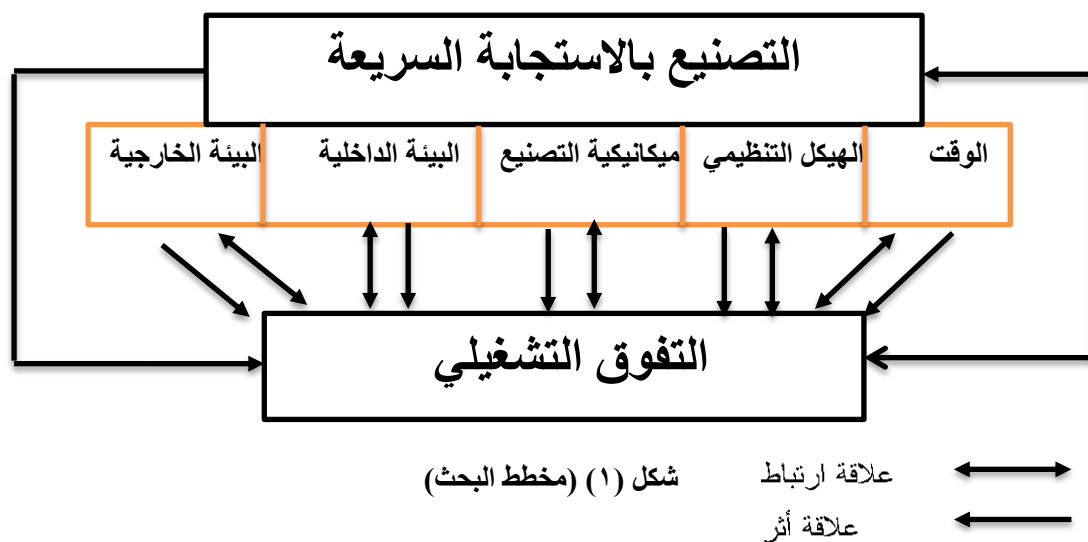 التصنيع بالاستجابة السريعة
الوقت
الهيكل التنظيمي
ميكانيكية التصنيع
البيئة الداخلية
البيئة الخارجية
التفوق التشغيلي
علاقة ارتباط
شكل (١) (مخطط البحث)
علاقة أثر